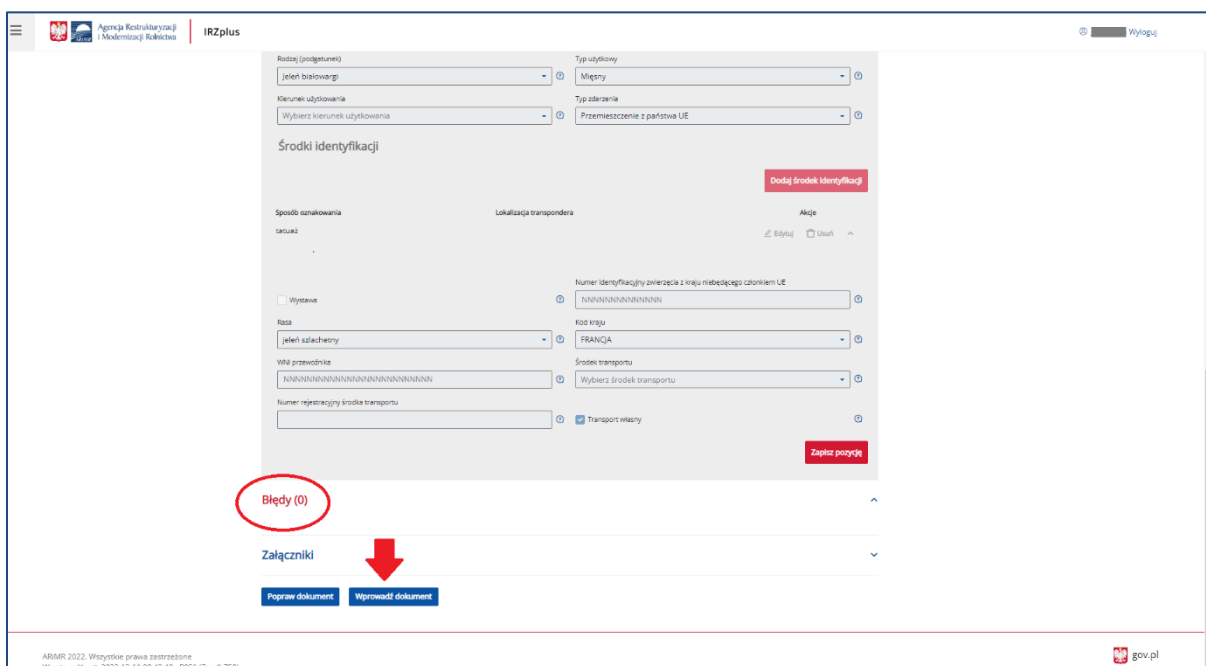 Agencja Restrukturyzacji
i Modernizacji Rolnictwa
IRZplus
Wyloguj
Rodzaj (podgatunek)
Typ użytkowy
Jeleń białowargi
Mięsny
Kierunek użytkowania
Typ zdarzenia
Wybierz kierunek użytkowania
Przemieszczenie z państwa UE
Środki identyfikacji
Dodaj środek identyfikacji
Sposób oznakowania
Lokalizacja transpondera
Akcje
tatuaż
Edytuj
Usuń
Numer identyfikacyjny zwierzęcia z kraju niebędącego członkiem UE
Wystawa
NNNNNNNNNNNNNN
Rasa
Kod kraju
jeleń szlachetny
FRANCJA
WNI przewoźnika
Środek transportu
Wybierz środek transportu
Numer rejestracyjny środka transportu
Transport własny
Zapisz pozycję
Błędy (0)
Załączniki
Popraw dokument
Wprowadź dokument
ARiMR 2022. Wszystkie prawa zastrzeżone
gov.pl